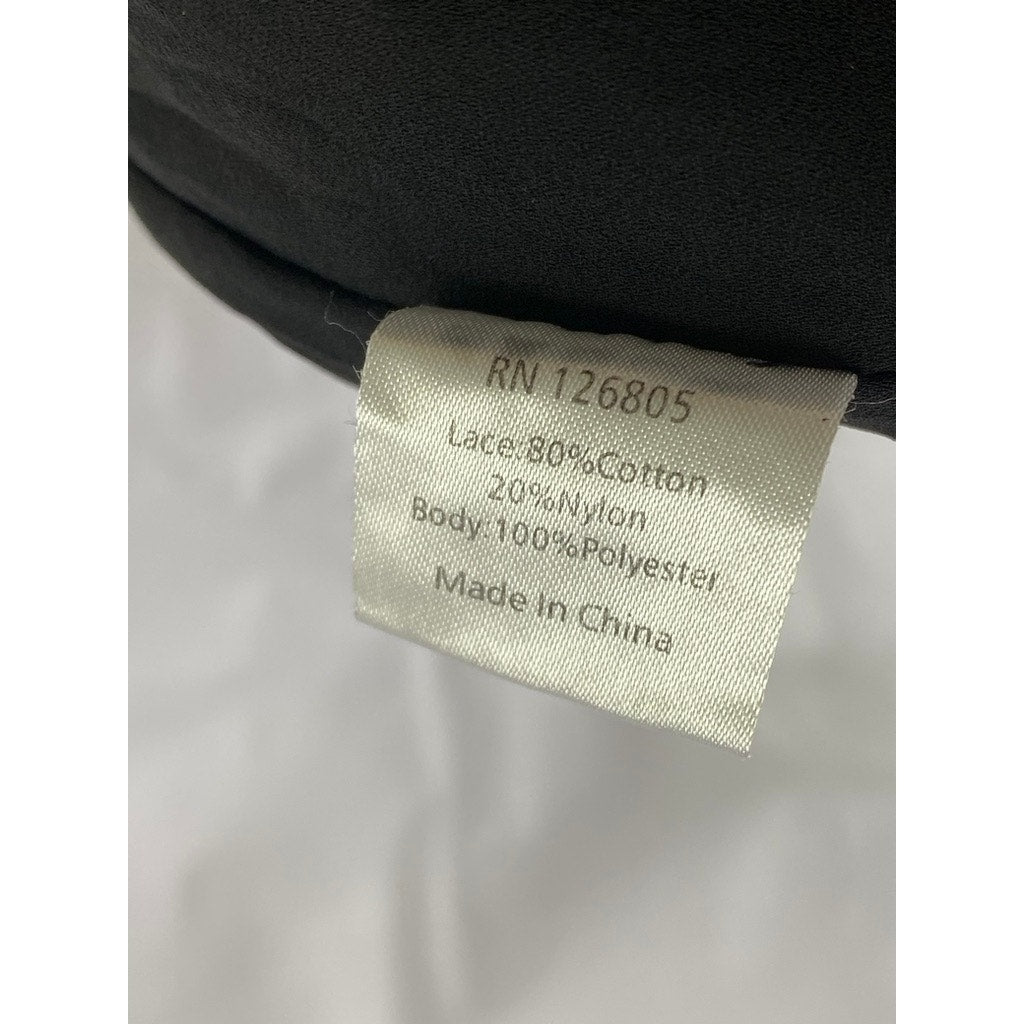 RN 126805
Lace:80%Cotton
20%Nylon
Body:100%Polyester
Made In China